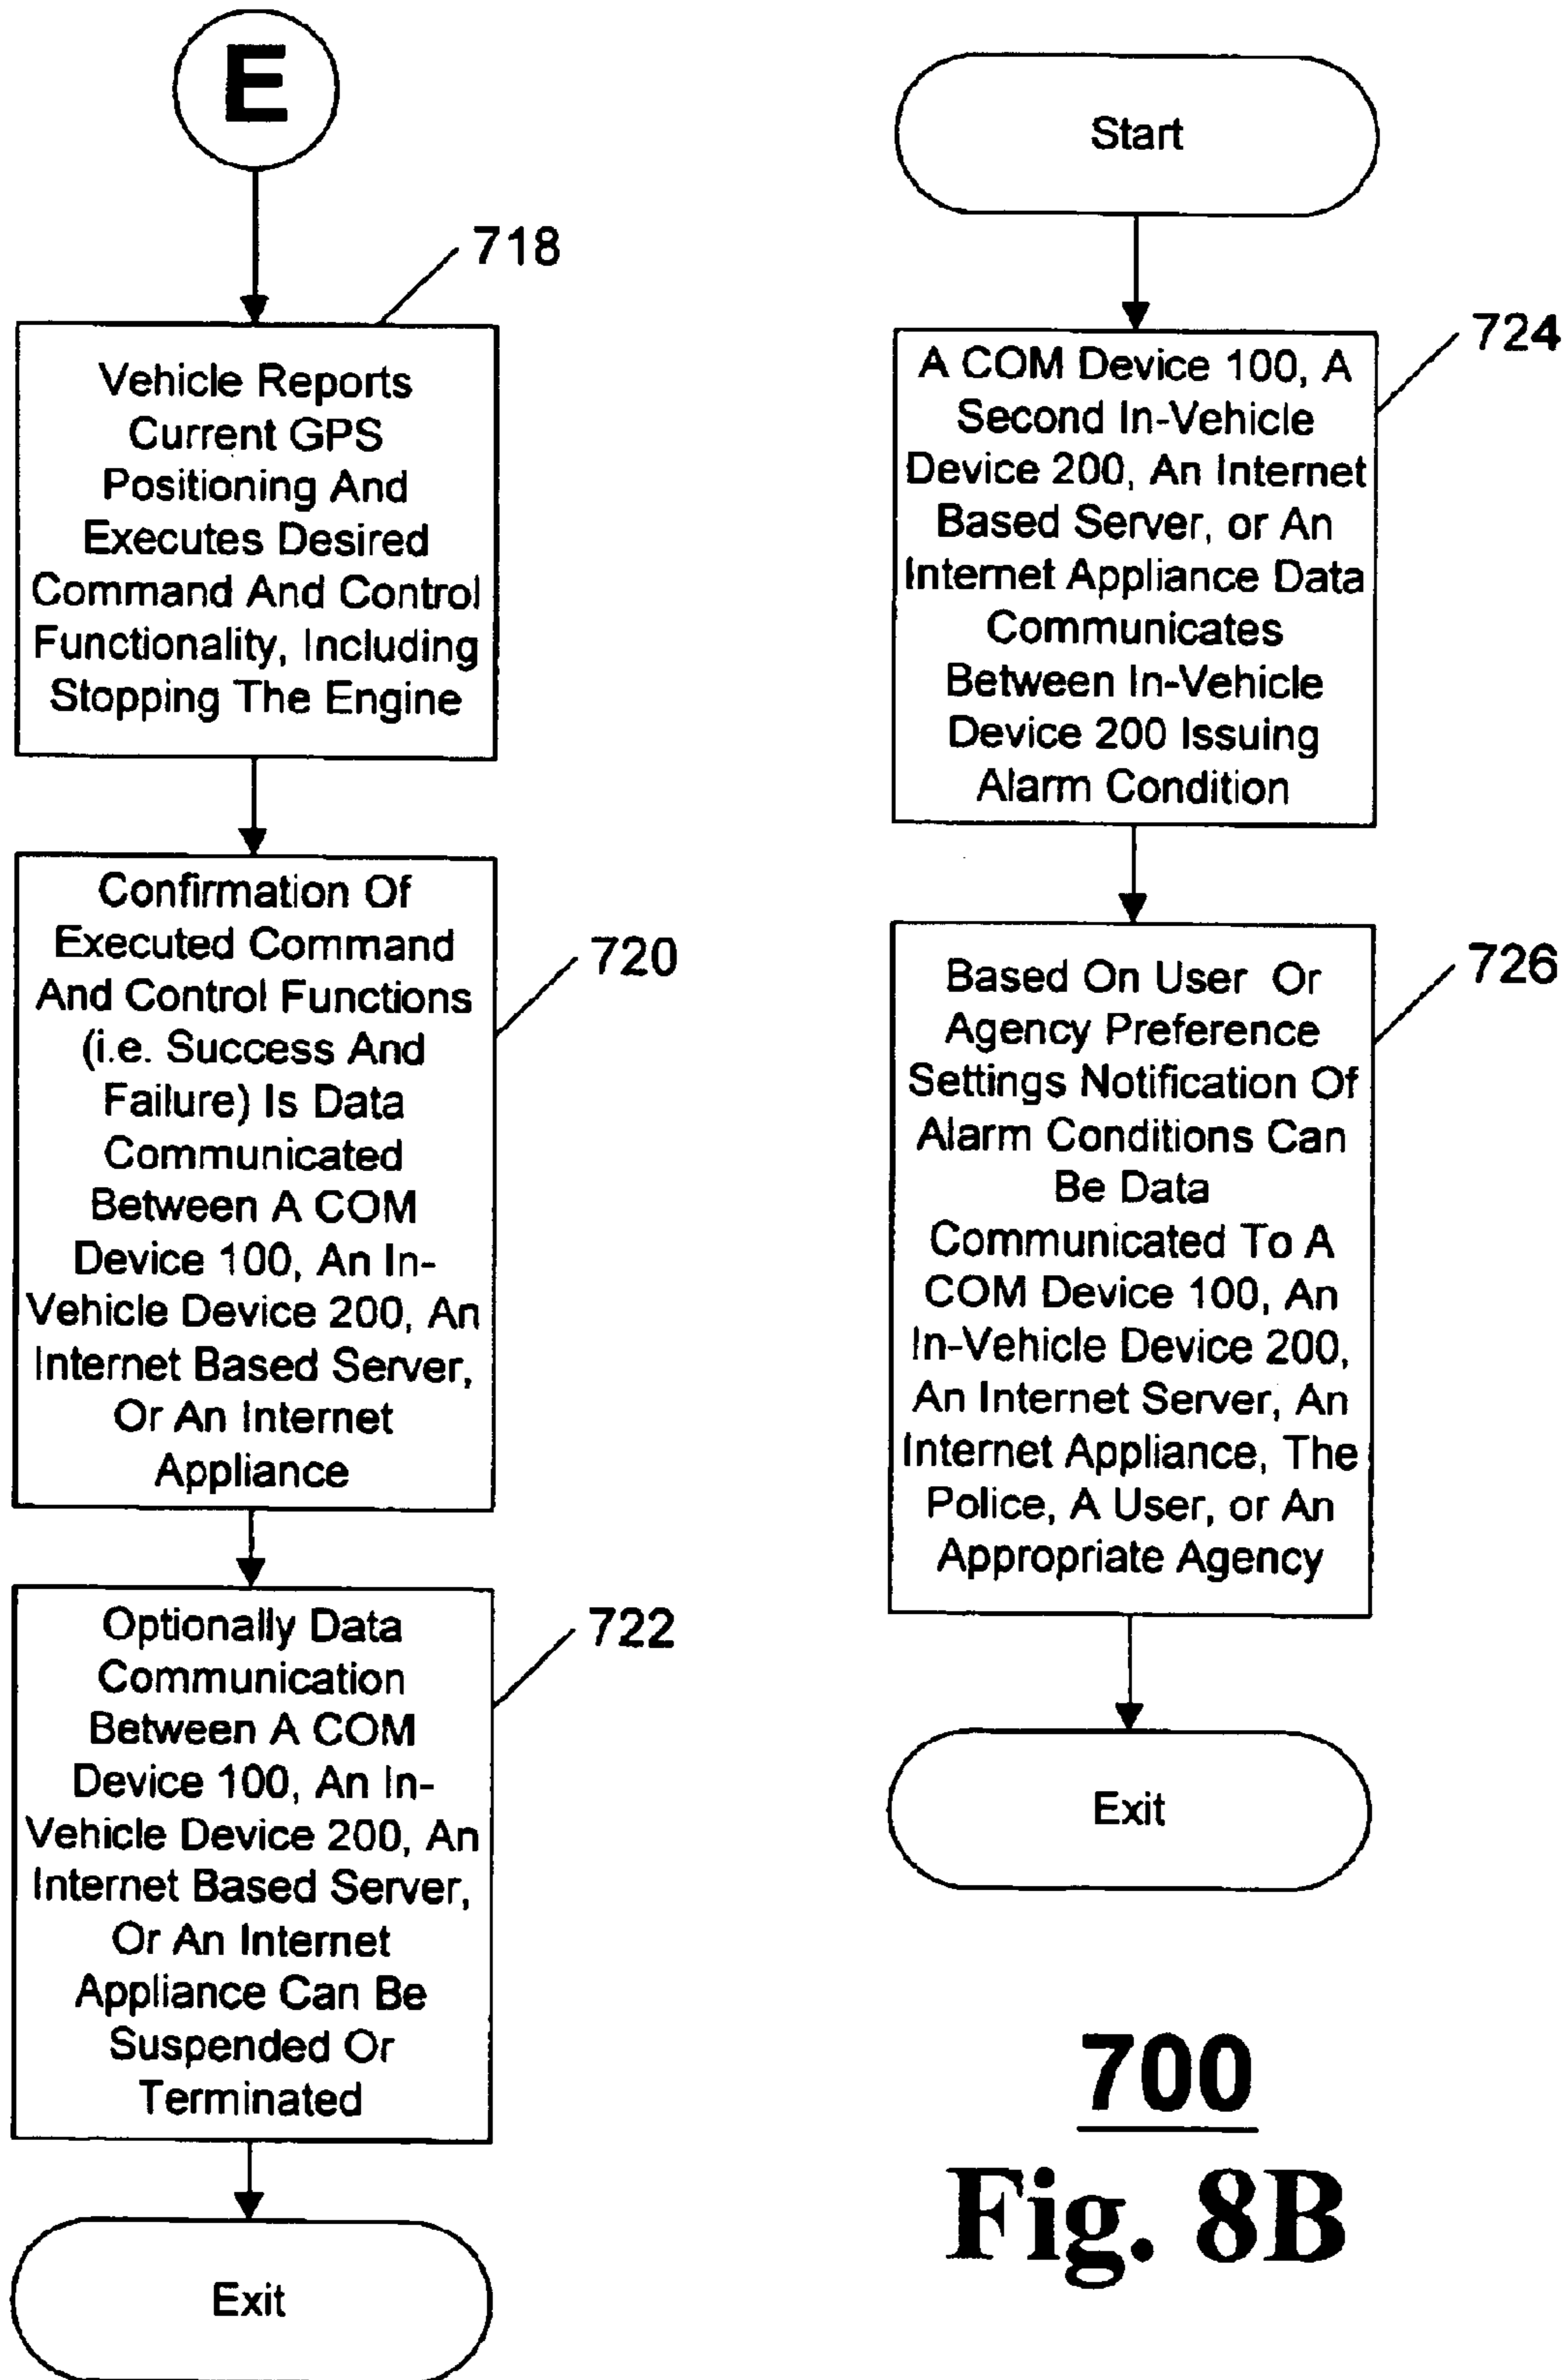 E
718
Vehicle Reports
Current GPS
Positioning And
Executes Desired
Command And Control
Functionality, Including
Stopping The Engine
720
Confirmation Of
Executed Command
And Control Functions
(i.e. Success And
Failure) Is Data
Communicated
Between A COM
Device 100, An In-
Vehicle Device 200, An
Internet Based Server,
Or An Internet
Appliance
722
Optionally Data
Communication
Between A COM
Device 100, An In-
Vehicle Device 200, An
Internet Based Server,
Or An Internet
Appliance Can Be
Suspended Or
Terminated
Exit
Start
724
A COM Device 100, A
Second In-Vehicle
Device 200, An Internet
Based Server, or An
Internet Appliance Data
Communicates
Between In-Vehicle
Device 200 Issuing
Alarm Condition
726
Based On User Or
Agency Preference
Settings Notification Of
Alarm Conditions Can
Be Data
Communicated To A
COM Device 100, An
In-Vehicle Device 200,
An Internet Server, An
Internet Appliance, The
Police, A User, or An
Appropriate Agency
Exit
700
Fig. 8B